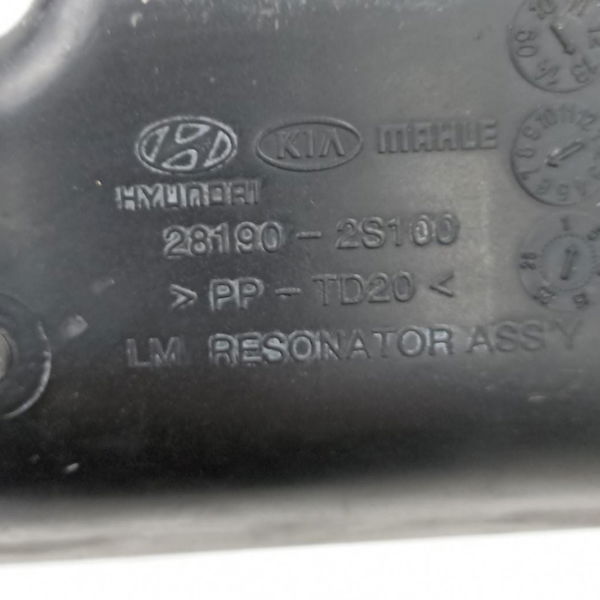 KIA MAHLE
HYUNDAI
28190-2S100
> PP-TD20 <
LM RESONATOR ASS'Y